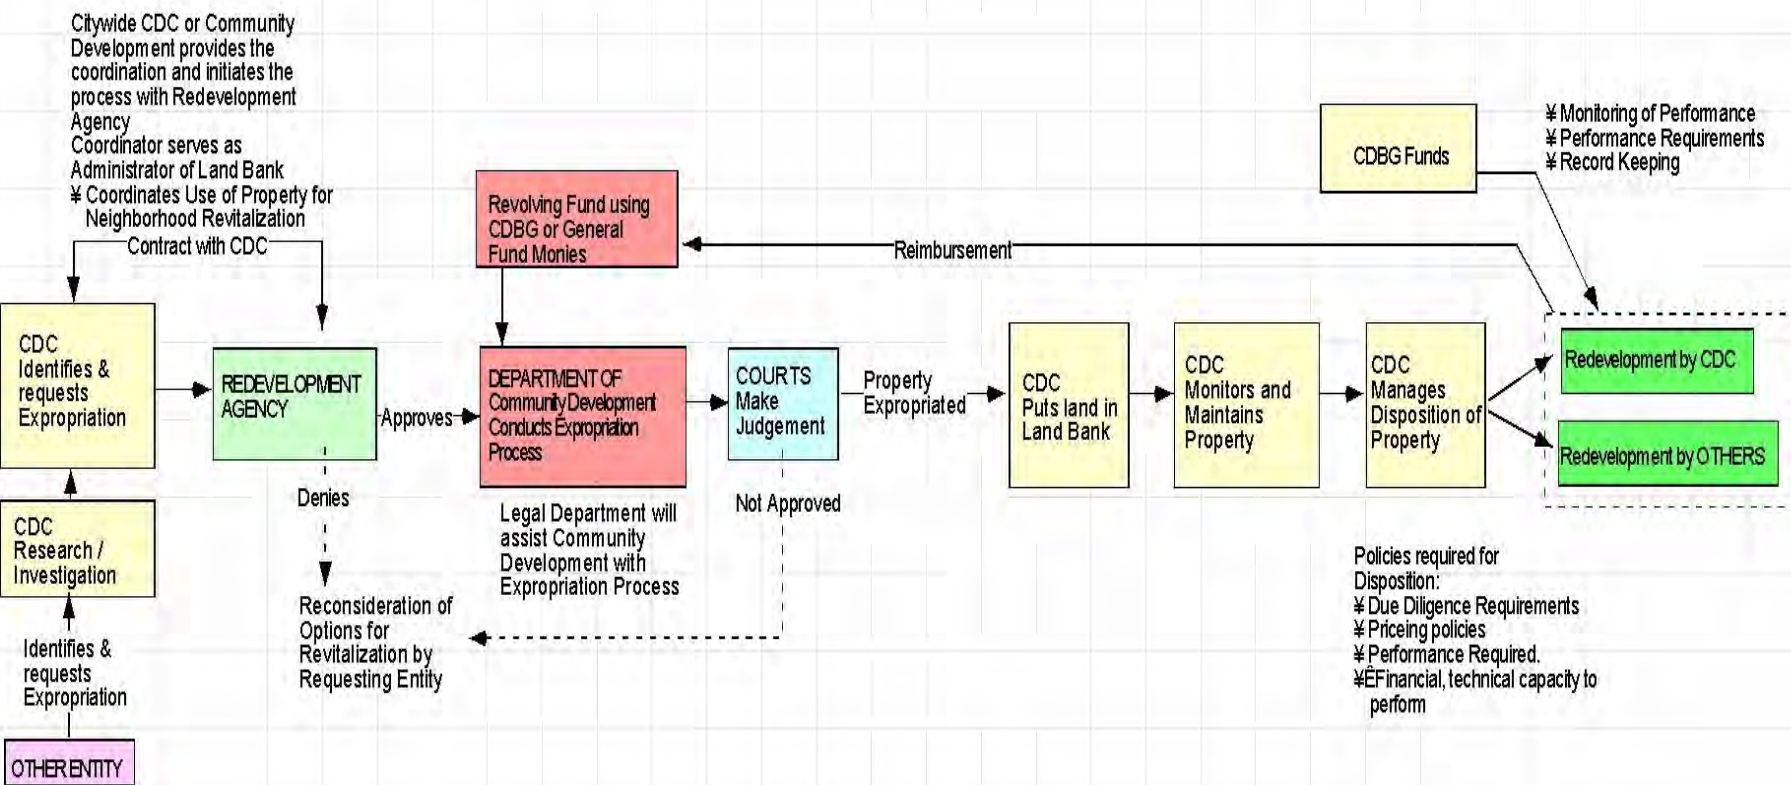 Citywide CDC or Community
Development provides the
coordination and initiates the
process with Redevelopment
Agency
Coordinator serves as
Administrator of Land Bank
¥ Coordinates Use of Property for
Neighborhood Revitalization
Contract with CDC
CDC
Identifies &
requests
Expropriation
CDC
Research /
Investigation
Identifies &
requests
Expropriation
OTHER ENTITY
REDEVELOPMENT
AGENCY
Approves
Denies
Reconsideration of
Options for
Revitalization by
Requesting Entity
Revolving Fund using
CDBG or General
Fund Monies
DEPARTMENT OF
Community Development
Conducts Expropriation
Process
Legal Department will
assist Community
Development with
Expropriation Process
COURTS
Make
Judgement
Not Approved
Property
Expropriated
Reimbursement
CDC
Puts land in
Land Bank
CDC
Monitors and
Maintains
Property
CDC
Manages
Disposition of
Property
CDBG Funds
¥ Monitoring of Performance
¥ Performance Requirements
¥ Record Keeping
Redevelopment by CDC
Redevelopment by OTHERS
Policies required for
Disposition:
¥ Due Diligence Requirements
¥ Priceing policies
¥ Performance Required.
¥ÊFinancial, technical capacity to
perform